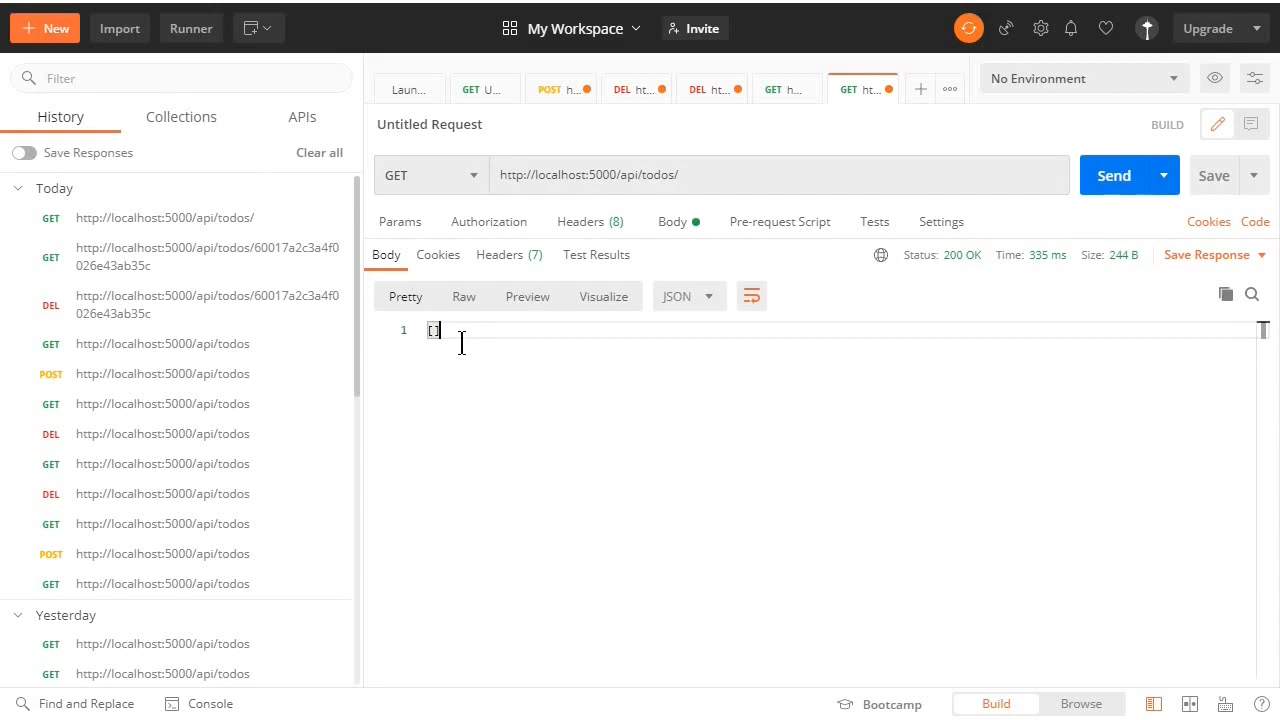 New
Import
Runner
My Workspace
Invite
Upgrade
Filter
Laun...
GET U...
POST h...
DEL ht...
DEL ht...
GET h...
GET ht...
No Environment
History
Collections
APIs
Untitled Request
BUILD
Save Responses
Clear all
GET
http://localhost:5000/api/todos/
Send
Save
Today
GET http://localhost:5000/api/todos/
GET http://localhost:5000/api/todos/60017a2c3a4f0
026e43ab35c
DEL http://localhost:5000/api/todos/60017a2c3a4f0
026e43ab35c
GET http://localhost:5000/api/todos
POST http://localhost:5000/api/todos
GET http://localhost:5000/api/todos
DEL http://localhost:5000/api/todos
GET http://localhost:5000/api/todos
DEL http://localhost:5000/api/todos
GET http://localhost:5000/api/todos
POST http://localhost:5000/api/todos
GET http://localhost:5000/api/todos
Yesterday
GET http://localhost:5000/api/todos
GET http://localhost:5000/api/todos
Params
Authorization
Headers (8)
Body
Pre-request Script
Tests
Settings
Cookies
Code
Body
Cookies
Headers (7)
Test Results
Status: 200 OK
Time: 335 ms
Size: 244 B
Save Response
Pretty
Raw
Preview
Visualize
JSON
1 []
Find and Replace
Console
Bootcamp
Build
Browse